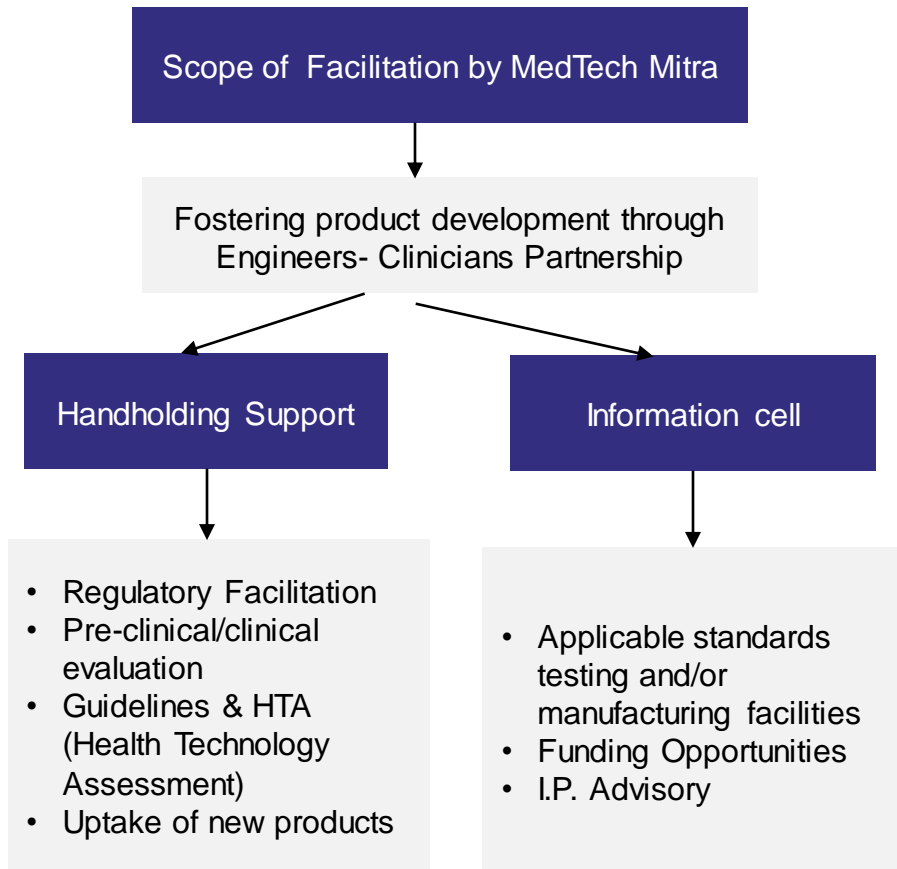 Scope of Facilitation by MedTech Mitra
Fostering product development through
Engineers- Clinicians Partnership
Handholding Support
Information cell
• Regulatory Facilitation
• Pre-clinical/clinical
evaluation
• Guidelines & HTA
(Health Technology
Assessment)
• Uptake of new products
• Applicable standards
testing and/or
manufacturing facilities
• Funding Opportunities
• I.P. Advisory